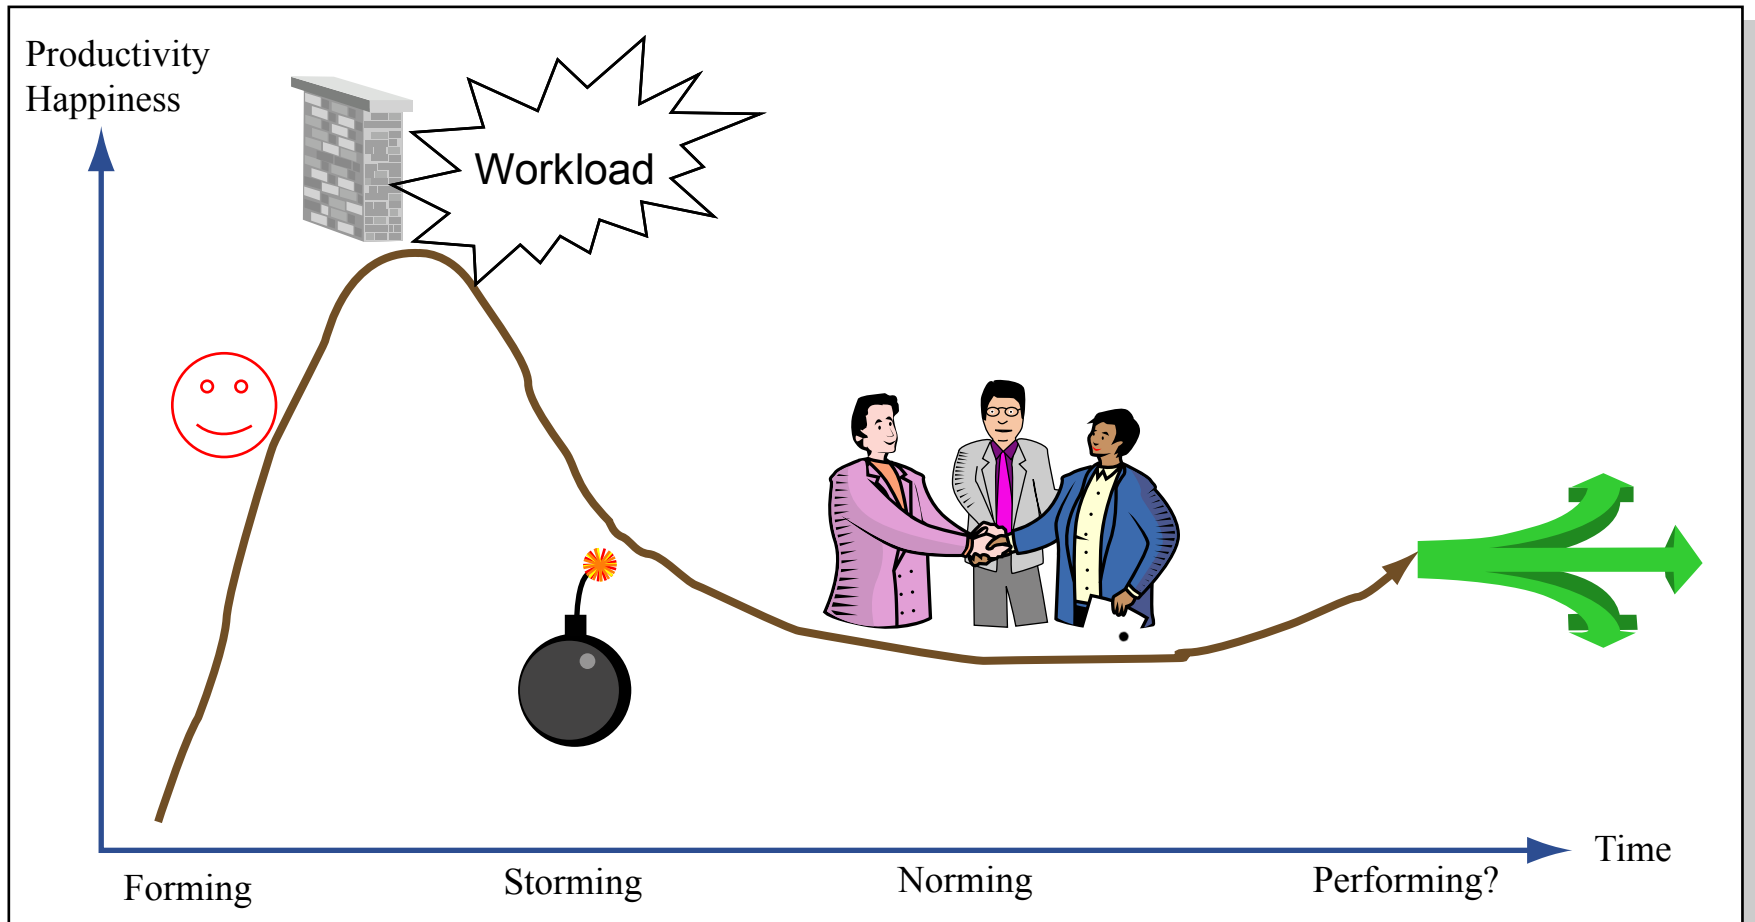 Productivity
Happiness
Workload
Time
Forming
Storming
Norming
Performing?